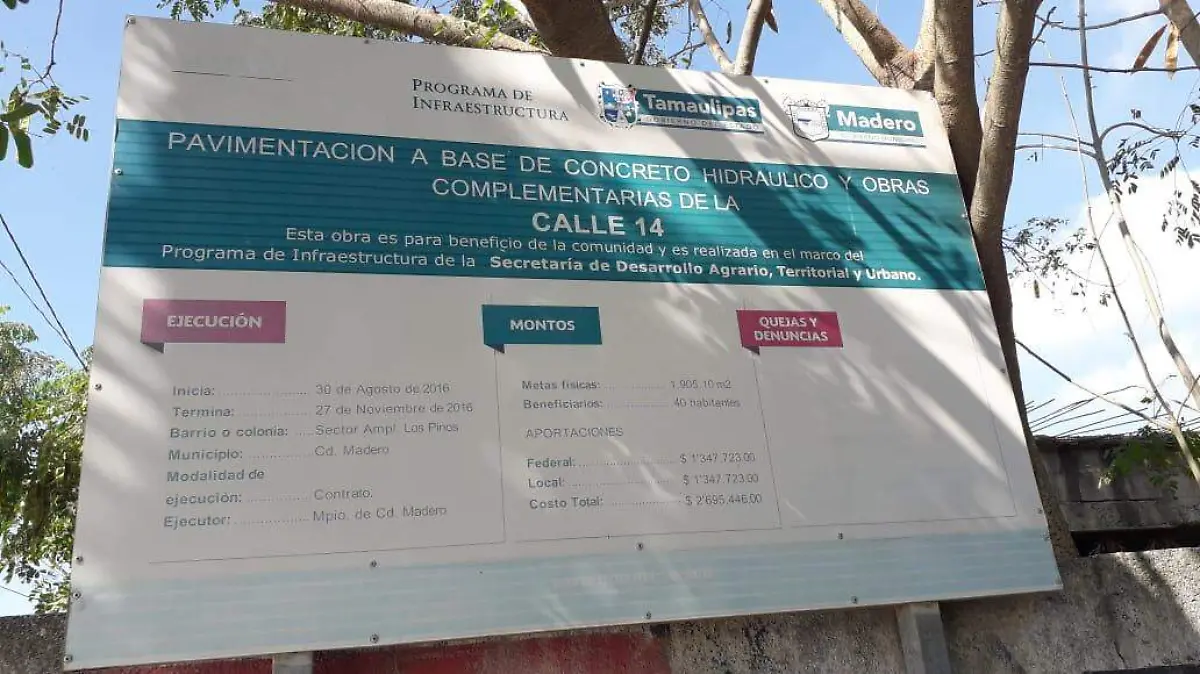 PROGRAMA DE
INFRAESTRUCTURA
Tamaulipas
GOBIERNO DEL ESTADO
Madero
PAVIMENTACION A BASE DE CONCRETO HIDRAULICO Y OBRAS
COMPLEMENTARIAS DE LA
CALLE 14
Esta obra es para beneficio de la comunidad y es realizada en el marco del
Programa de Infraestructura de la Secretaría de Desarrollo Agrario, Territorial y Urbano.
EJECUCIÓN
Inicia: ...................... 30 de Agosto de 2016
Termina: ................... 27 de Noviembre de 2016
Barrio o colonia: .....Sector Ampl. Los Pinos
Municipio: ................ Cd. Madero
Modalidad de
ejecución: ................ Contrato.
Ejecutor: .................. Mpio. de Cd. Madero
MONTOS
Metas físicas: ................ 1,905.10 m2
Beneficiarios: ................ 40 habitantes
APORTACIONES
Federal: ....................... $ 1'347,723.00
Local: ........................... $ 1'347,723.00
Costo Total: ................... $ 2'695,446.00
QUEJAS Y
DENUNCIAS